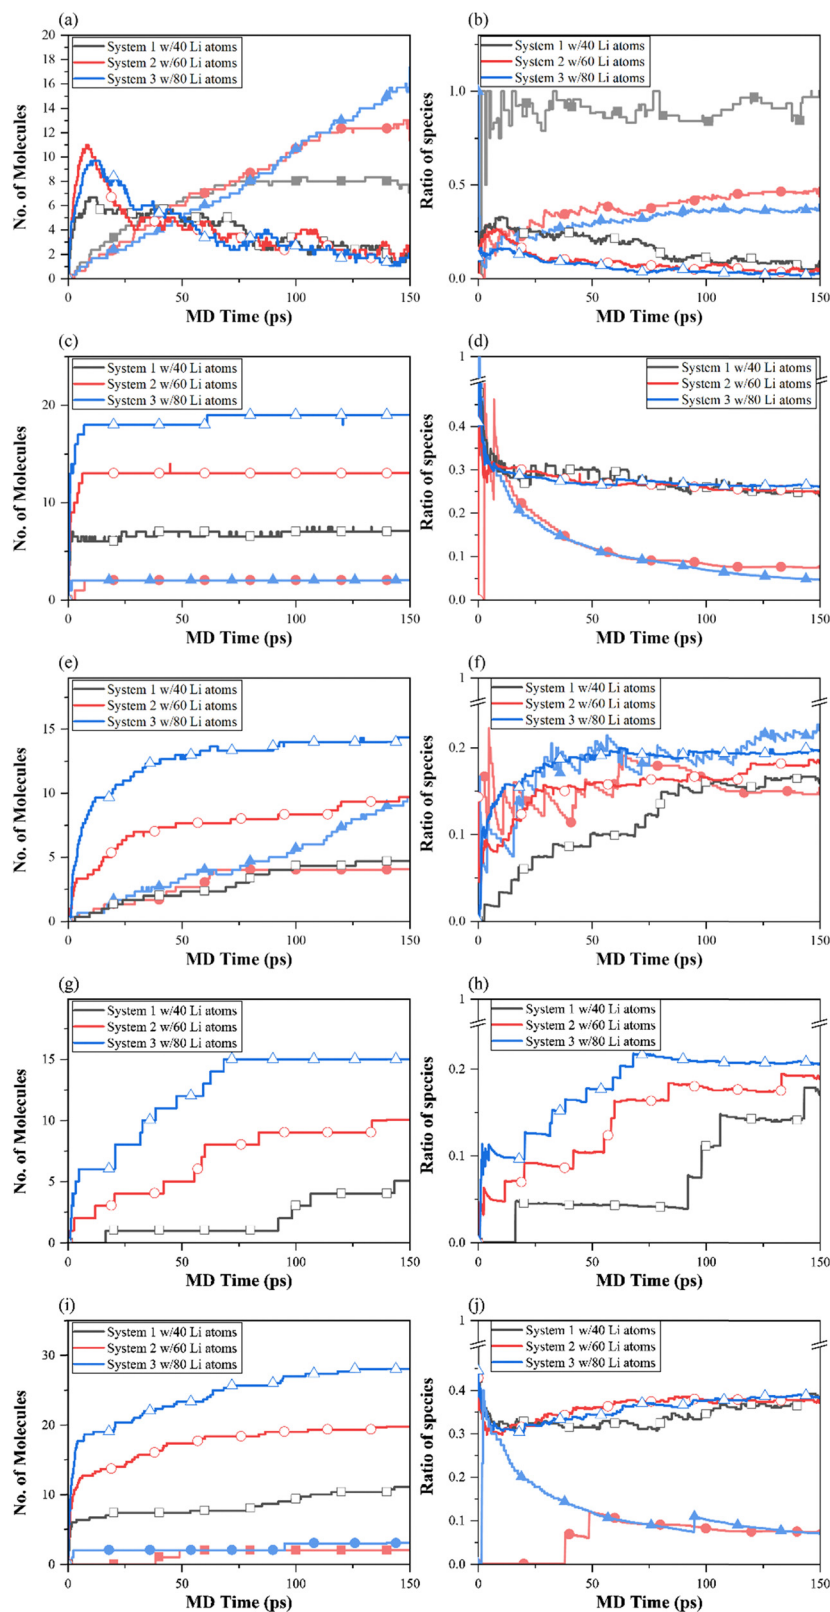 (a)
No. of Molecules
20
18
16
14
12
10
8
6
4
2
0
System 1 w/40 Li atoms
System 2 w/60 Li atoms
System 3 w/80 Li atoms
0 50 100 150
MD Time (ps)
(b)
Ratio of species
1.0
0.5
0.0
System 1 w/40 Li atoms
System 2 w/60 Li atoms
System 3 w/80 Li atoms
0 50 100 150
MD Time (ps)
(c)
No. of Molecules
20
10
0
System 1 w/40 Li atoms
System 2 w/60 Li atoms
System 3 w/80 Li atoms
0 50 100 150
MD Time (ps)
(d)
Ratio of species
1
0.4
0.3
0.2
0.1
0.0
System 1 w/40 Li atoms
System 2 w/60 Li atoms
System 3 w/80 Li atoms
0 50 100 150
MD Time (ps)
(e)
No. of Molecules
15
10
5
0
System 1 w/40 Li atoms
System 2 w/60 Li atoms
System 3 w/80 Li atoms
0 50 100 150
MD Time (ps)
(f)
Ratio of species
1
0.2
0.1
0.0
System 1 w/40 Li atoms
System 2 w/60 Li atoms
System 3 w/80 Li atoms
0 50 100 150
MD Time (ps)
(g)
No. of Molecules
15
10
5
0
System 1 w/40 Li atoms
System 2 w/60 Li atoms
System 3 w/80 Li atoms
0 50 100 150
MD Time (ps)
(h)
Ratio of species
1
0.2
0.1
0.0
System 1 w/40 Li atoms
System 2 w/60 Li atoms
System 3 w/80 Li atoms
0 50 100 150
MD Time (ps)
(i)
No. of Molecules
30
20
10
0
System 1 w/40 Li atoms
System 2 w/60 Li atoms
System 3 w/80 Li atoms
0 50 100 150
MD Time (ps)
(j)
Ratio of species
1
0.4
0.3
0.2
0.1
0.0
System 1 w/40 Li atoms
System 2 w/60 Li atoms
System 3 w/80 Li atoms
0 50 100 150
MD Time (ps)